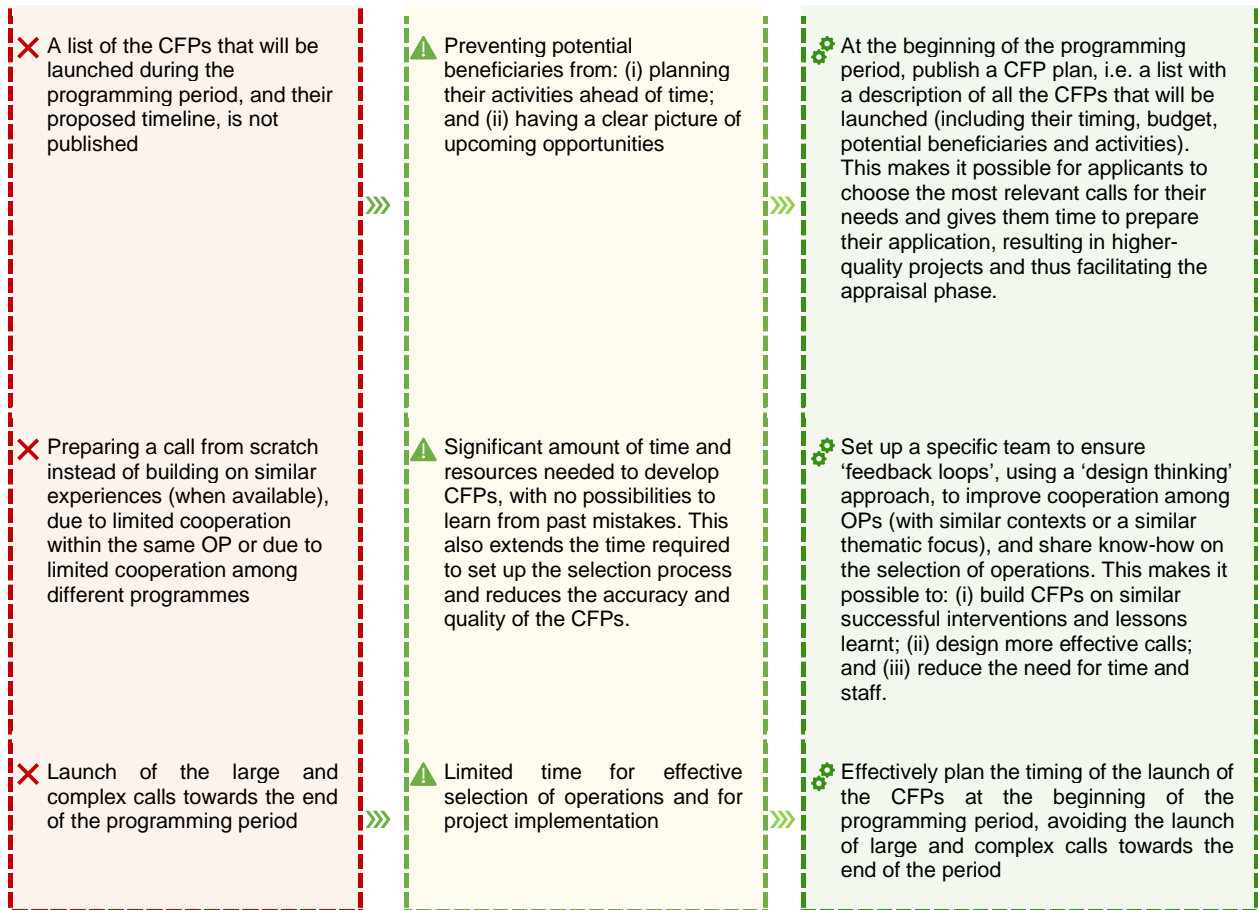 A list of the CFPs that will be
launched during the
programming period, and their
proposed timeline, is not
published
Preventing potential
beneficiaries from: (i) planning
their activities ahead of time;
and (ii) having a clear picture of
upcoming opportunities
At the beginning of the programming
period, publish a CFP plan, i.e. a list with
a description of all the CFPs that will be
launched (including their timing, budget,
potential beneficiaries and activities).
This makes it possible for applicants to
choose the most relevant calls for their
needs and gives them time to prepare
their application, resulting in higher-
quality projects and thus facilitating the
appraisal phase.
Preparing a call from scratch
instead of building on similar
experiences (when available),
due to limited cooperation
within the same OP or due to
limited cooperation among
different programmes
Significant amount of time and
resources needed to develop
CFPs, with no possibilities to
learn from past mistakes. This
also extends the time required
to set up the selection process
and reduces the accuracy and
quality of the CFPs.
Set up a specific team to ensure
‘feedback loops’, using a ‘design thinking’
approach, to improve cooperation among
OPs (with similar contexts or a similar
thematic focus), and share know-how on
the selection of operations. This makes it
possible to: (i) build CFPs on similar
successful interventions and lessons
learnt; (ii) design more effective calls;
and (iii) reduce the need for time and
staff.
Launch of the large and
complex calls towards the end
of the programming period
Limited time for effective
selection of operations and for
project implementation
Effectively plan the timing of the launch of
the CFPs at the beginning of the
programming period, avoiding the launch
of large and complex calls towards the
end of the period